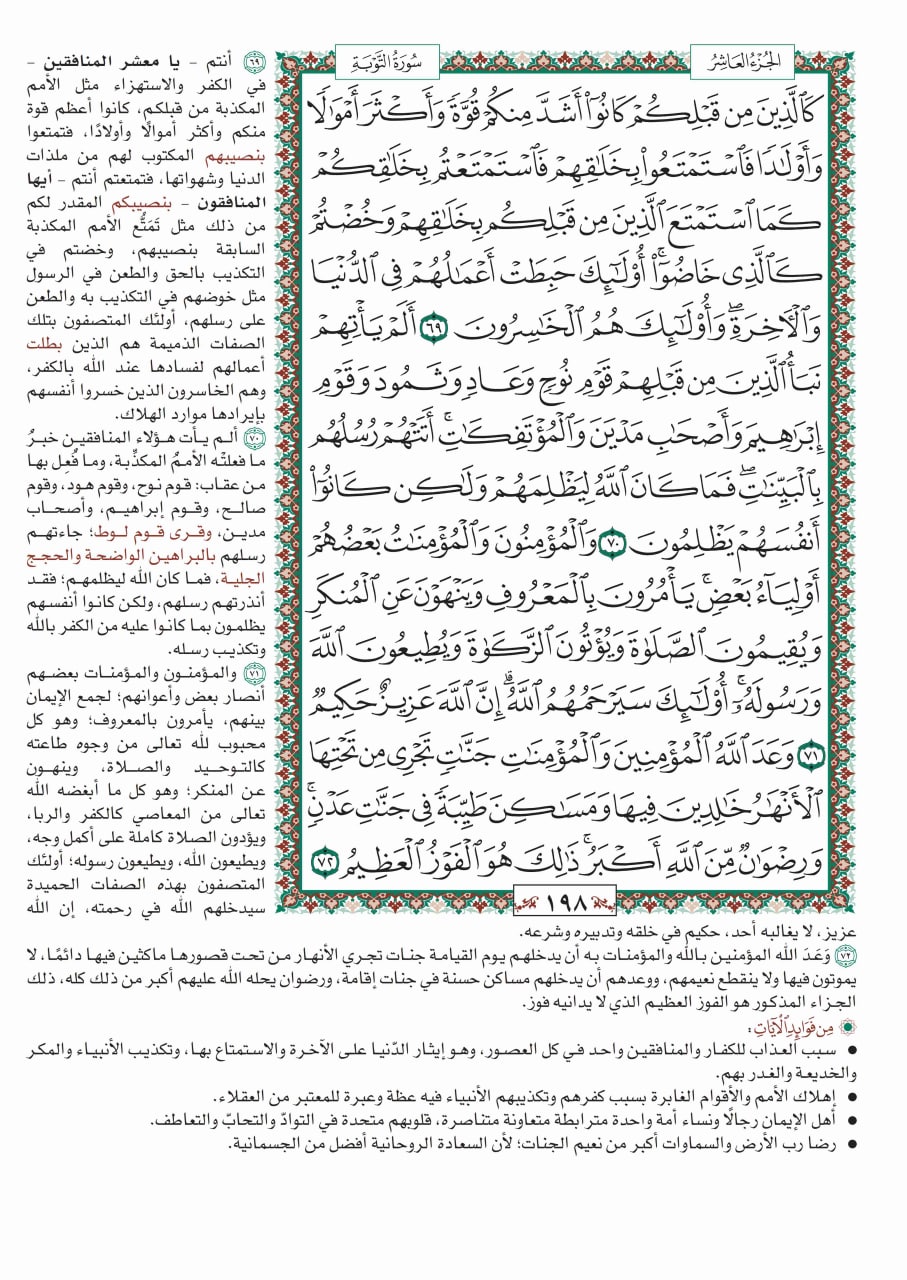 الجُزْءُ العَاشِرُ
سُورَةُ التَّوْبَةِ
كَٱلَّذِينَ مِن قَبْلِكُمْ كَانُوٓا۟ أَشَدَّ مِنكُمْ قُوَّةً وَأَكْثَرَ أَمْوَٰلًا
وَأَوْلَٰدًا فَٱسْتَمْتَعُوا۟ بِخَلَٰقِهِمْ فَٱسْتَمْتَعْتُم بِخَلَٰقِكُمْ
كَمَا ٱسْتَمْتَعَ ٱلَّذِينَ مِن قَبْلِكُم بِخَلَٰقِهِمْ وَخُضْتُمْ
كَٱلَّذِى خَاضُوٓا۟ۚ أُو۟لَٰٓئِكَ حَبِطَتْ أَعْمَٰلُهُمْ فِى ٱلدُّنْيَا
وَٱلْءَاخِرَةِۖ وَأُو۟لَٰٓئِكَ هُمُ ٱلْخَٰسِرُونَ ٦٩ أَلَمْ يَأْتِهِمْ
نَبَأُ ٱلَّذِينَ مِن قَبْلِهِمْ قَوْمِ نُوحٍ وَعَادٍ وَثَمُودَ وَقَوْمِ
إِبْرَٰهِيمَ وَأَصْحَٰبِ مَدْيَنَ وَٱلْمُؤْتَفِكَٰتِۚ أَتَتْهُمْ رُسُلُهُم
بِٱلْبَيِّنَٰتِۖ فَمَا كَانَ ٱللَّهُ لِيَظْلِمَهُمْ وَلَٰكِن كَانُوٓا۟
أَنفُسَهُمْ يَظْلِمُونَ ٧٠ وَٱلْمُؤْمِنُونَ وَٱلْمُؤْمِنَٰتُ بَعْضُهُمْ
أَوْلِيَآءُ بَعْضٍۚ يَأْمُرُونَ بِٱلْمَعْرُوفِ وَيَنْهَوْنَ عَنِ ٱلْمُنكَرِ
وَيُقِيمُونَ ٱلصَّلَوٰةَ وَيُؤْتُونَ ٱلزَّكَوٰةَ وَيُطِيعُونَ ٱللَّهَ
وَرَسُولَهُۥٓۚ أُو۟لَٰٓئِكَ سَيَرْحَمُهُمُ ٱللَّهُۗ إِنَّ ٱللَّهَ عَزِيزٌ حَكِيمٌ
٧١ وَعَدَ ٱللَّهُ ٱلْمُؤْمِنِينَ وَٱلْمُؤْمِنَٰتِ جَنَّٰتٍ تَجْرِى مِن تَحْتِهَا
ٱلْأَنْهَٰرُ خَٰلِدِينَ فِيهَا وَمَسَٰكِنَ طَيِّبَةً فِى جَنَّٰتِ عَدْنٍۚ
وَرِضْوَٰنٌ مِّنَ ٱللَّهِ أَكْبَرُۚ ذَٰلِكَ هُوَ ٱلْفَوْزُ ٱلْعَظِيمُ ٧٢
١٩٨
٦٩ أنتم - يا معشر المنافقين -
في الكفر والاستهزاء مثل الأمم
المكذبة من قبلكم، كانوا أعظم قوة
منكم وأكثر أموالًا وأولادًا، فتمتعوا
بنصيبهم المكتوب لهم من ملذات
الدنيا وشهواتها، فتمتعتم أنتم - أيها
المنافقون - بنصيبكم المقدر لكم
من ذلك مثل تَمَتُّع الأمم المكذبة
السابقة بنصيبهم، وخضتم في
التكذيب بالحق والطعن في الرسول
مثل خوضهم في التكذيب به والطعن
على رسلهم، أولئك المتصفون بتلك
الصفات الذميمة هم الذين بطلت
أعمالهم لفسادها عند الله بالكفر،
وهم الخاسرون الذين خسروا أنفسهم
بإيرادها موارد الهلاك.
٧٠ ألم يأت هؤلاء المنافقين خبرُ
ما فعلتْه الأممُ المكذِّبة، وما فُعِل بها
من عقاب: قوم نوح، وقوم هود، وقوم
صالح، وقوم إبراهيم، وأصحاب
مدين، وقرى قوم لوط؛ جاءتهم
رسلهم بالبراهين الواضحة والحجج
الجلية، فما كان الله ليظلمهم؛ فقد
أنذرتهم رسلهم، ولكن كانوا أنفسهم
يظلمون بما كانوا عليه من الكفر بالله
وتكذيب رسله.
٧١ والمؤمنون والمؤمنات بعضهم
أنصار بعض وأعوانهم؛ لجمع الإيمان
بينهم، يأمرون بالمعروف؛ وهو كل
محبوب لله تعالى من وجوه طاعته
كالتوحيد والصلاة، وينهون
عن المنكر؛ وهو كل ما أبغضه الله
تعالى من المعاصي كالكفر والربا،
ويؤدون الصلاة كاملة على أكمل وجه،
ويطيعون الله، ويطيعون رسوله؛ أولئك
المتصفون بهذه الصفات الحميدة
سيدخلهم الله في رحمته، إن الله
عزيز، لا يغالبه أحد، حكيم في خلقه وتدبيره وشرعه.
٧٢ وَعَدَ الله المؤمنين بالله والمؤمنات به أن يدخلهم يوم القيامة جنات تجري الأنهار من تحت قصورها ماكثين فيها دائمًا، لا
يموتون فيها ولا ينقطع نعيمهم، ووعدهم أن يدخلهم مساكن حسنة في جنات إقامة، ورضوان يحله الله عليهم أكبر من ذلك كله، ذلك
الجزاء المذكور هو الفوز العظيم الذي لا يدانيه فوز.
مِن فَوَائِدِ الْآيَاتِ:
● سبب العذاب للكفار والمنافقين واحد في كل العصور، وهو إيثار الدّنيا على الآخرة والاستمتاع بها، وتكذيب الأنبياء والمكر
والخديعة والغدر بهم.
● إهلاك الأمم والأقوام الغابرة بسبب كفرهم وتكذيبهم الأنبياء فيه عظة وعبرة للمعتبر من العقلاء.
● أهل الإيمان رجالًا ونساء أمة واحدة مترابطة متعاونة متناصرة، قلوبهم متحدة في التوادّ والتحابّ والتعاطف.
● رضا رب الأرض والسماوات أكبر من نعيم الجنات؛ لأن السعادة الروحانية أفضل من الجسمانية.